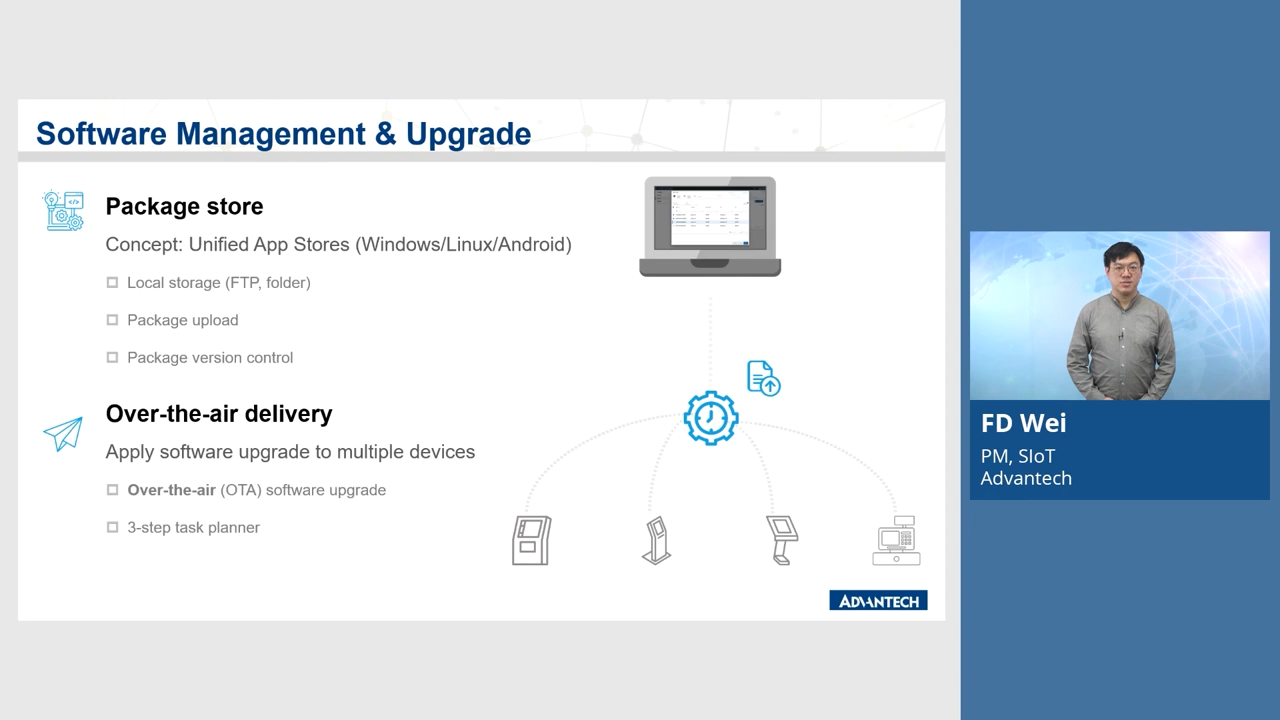 Software Management & Upgrade
Package store
Concept: Unified App Stores (Windows/Linux/Android)
Local storage (FTP, folder)
Package upload
Package version control
Over-the-air delivery
Apply software upgrade to multiple devices
Over-the-air (OTA) software upgrade
3-step task planner
ADVANTECH
FD Wei
PM, SIoT
Advantech